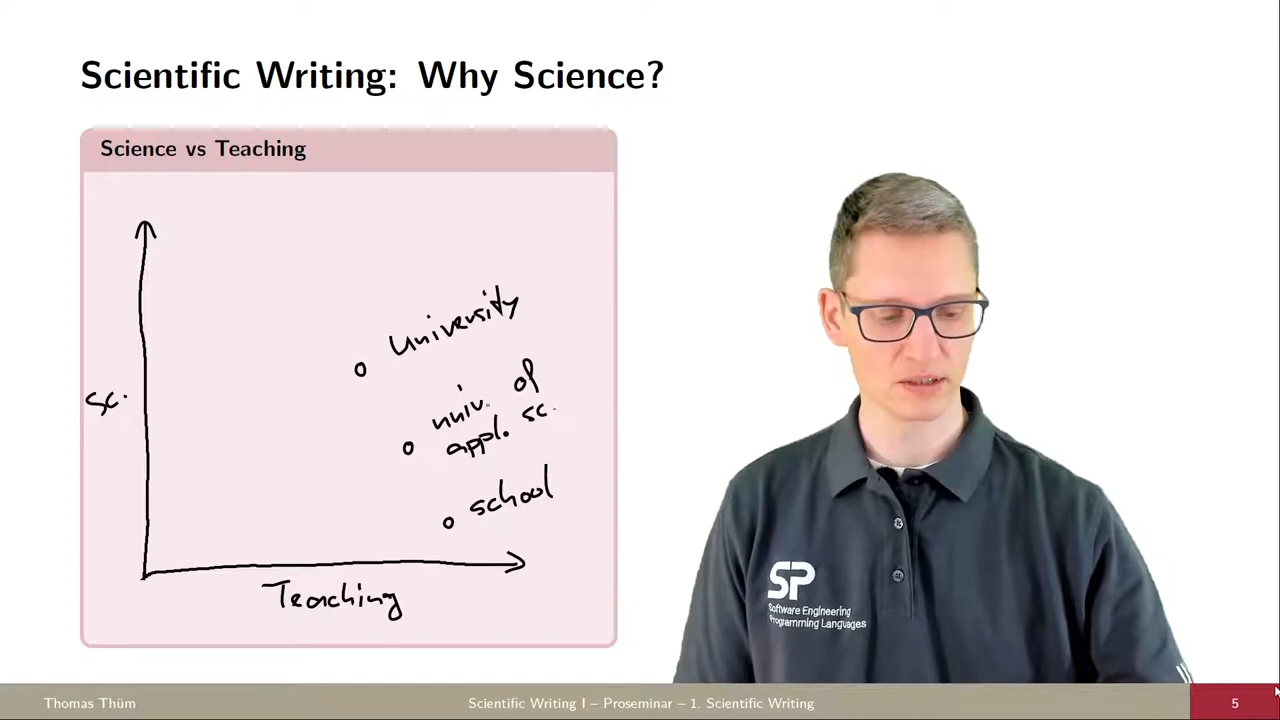 Scientific Writing: Why Science?
Science vs Teaching
university
univ. of
appl. sc.
sc.
school
Teaching
SP
Software Engineering
Programming Languages
Thomas Thüm
Scientific Writing I – Proseminar – 1. Scientific Writing
5